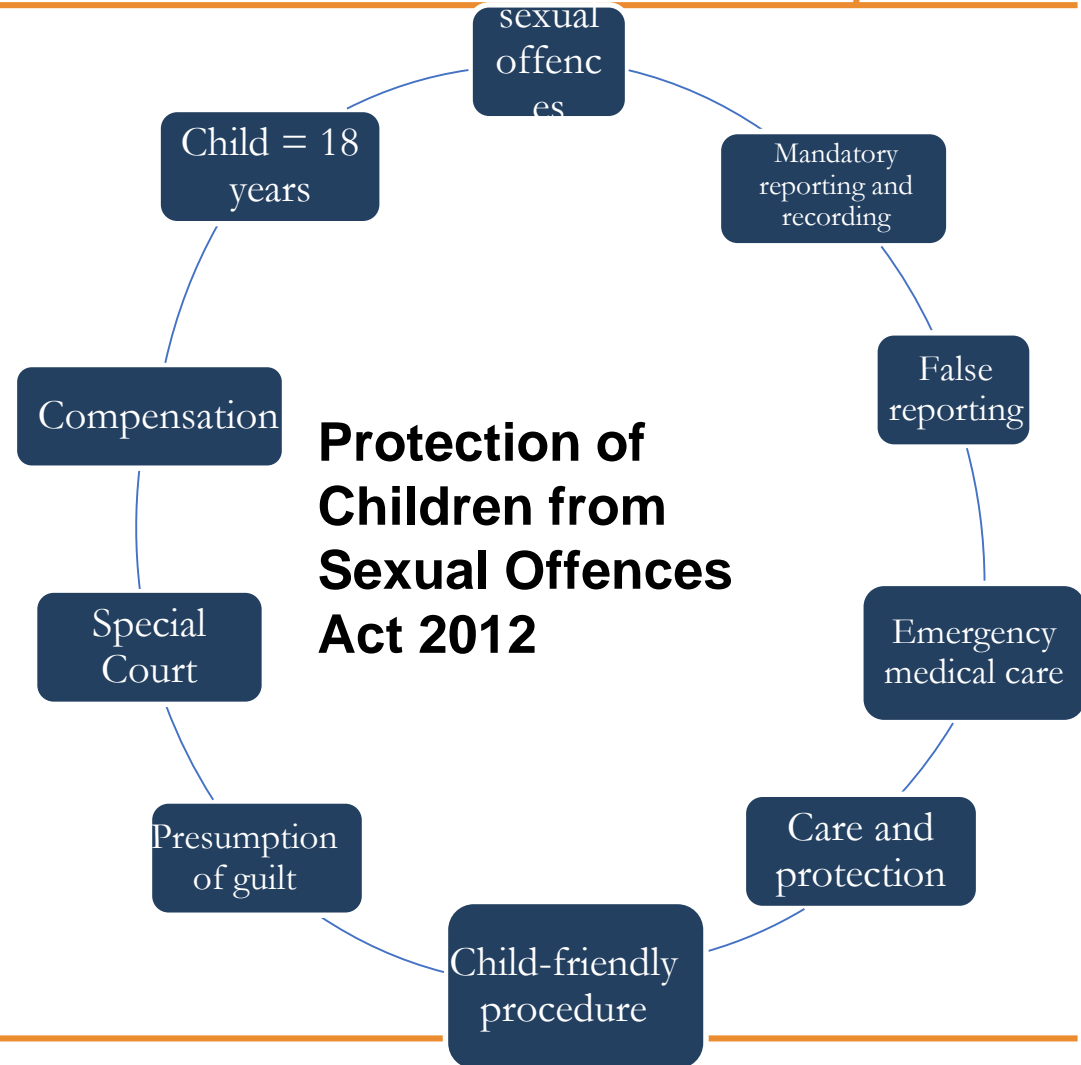 sexual
offenc
es
Mandatory
reporting and
recording
False
reporting
Emergency
medical care
Care and
protection
Child-friendly
procedure
Presumption
of guilt
Special
Court
Compensation
Child = 18
years
Protection of
Children from
Sexual Offences
Act 2012